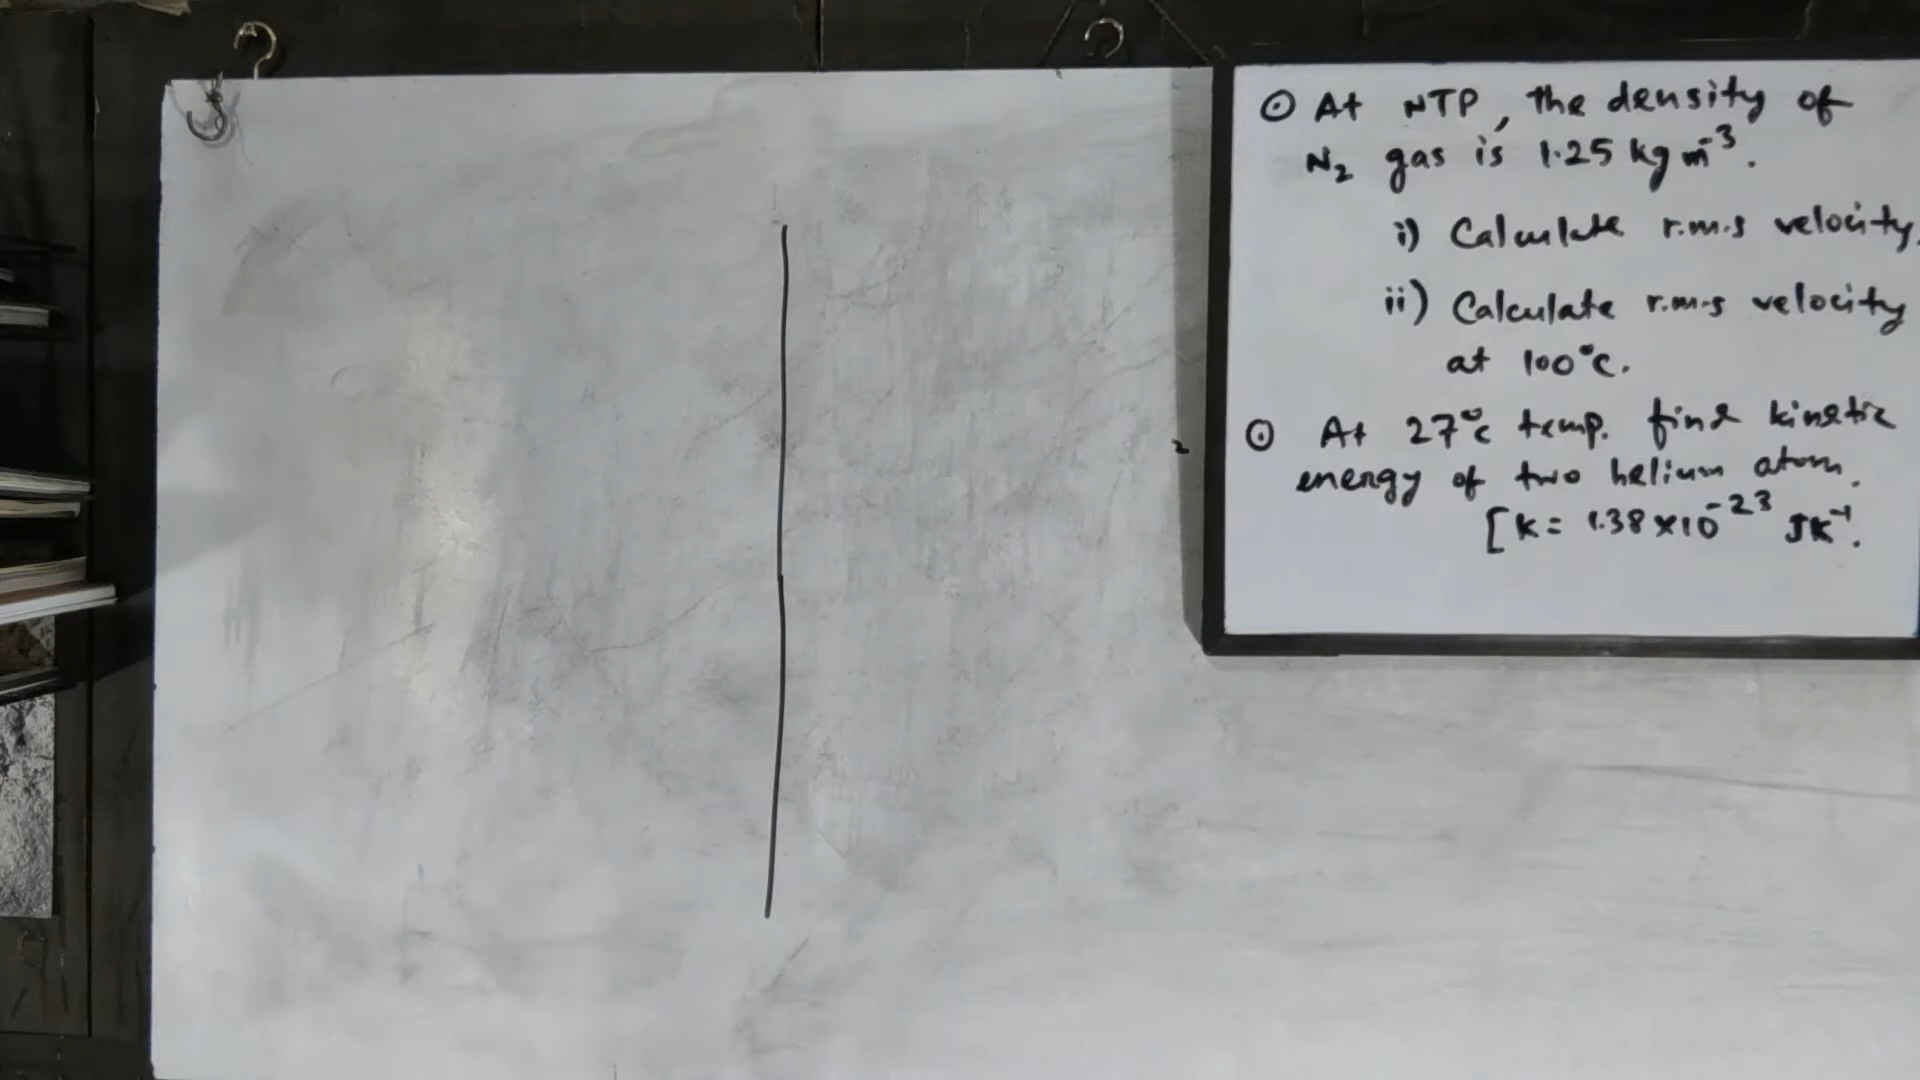 ⊙ At NTP, the density of
N₂ gas is 1.25 kg m⁻³.
i) Calculate r.m.s velocity.
ii) Calculate r.m.s velocity
at 100°c.
⊙ At 27°c temp. find kinetic
energy of two helium atom.
[K = 1.38 × 10⁻²³ JK⁻¹.
2